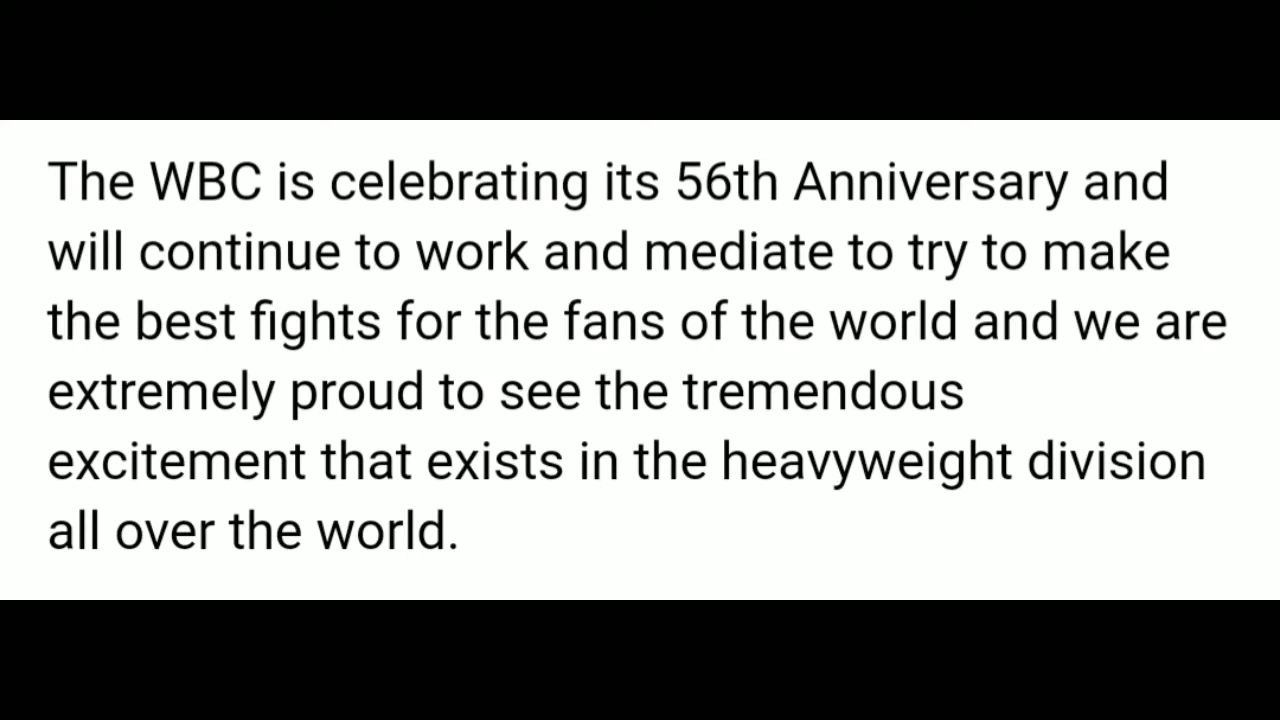 The WBC is celebrating its 56th Anniversary and
will continue to work and mediate to try to make
the best fights for the fans of the world and we are
extremely proud to see the tremendous
excitement that exists in the heavyweight division
all over the world.